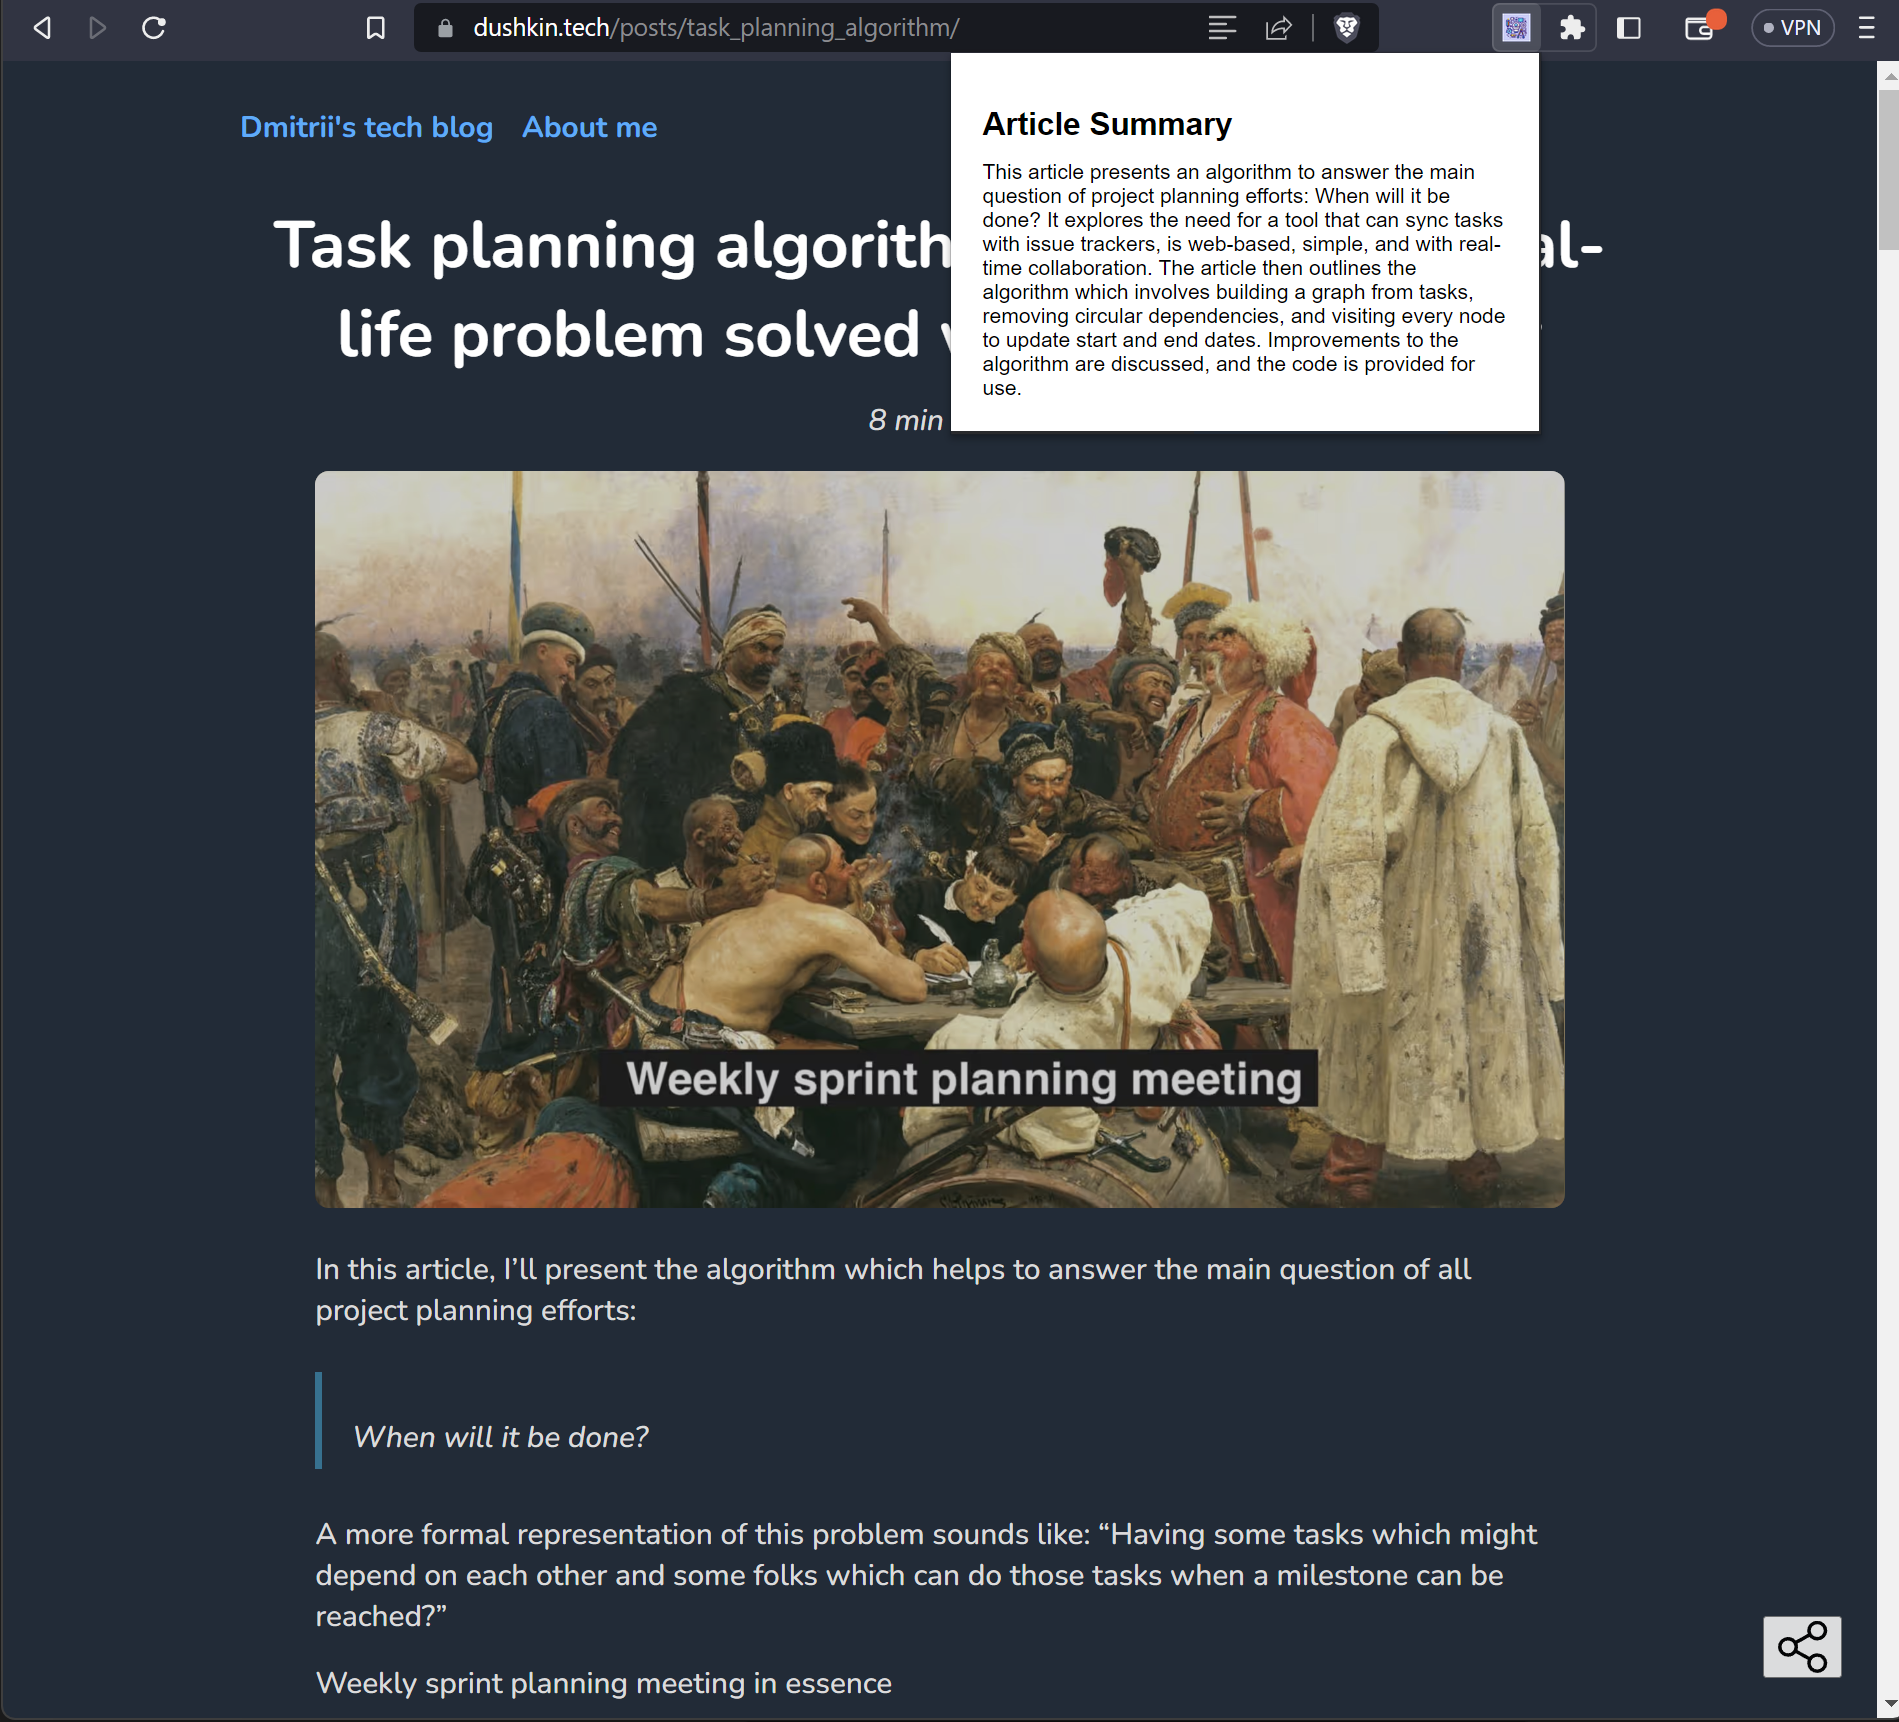 dushkin.tech/posts/task_planning_algorithm/
VPN
Dmitrii's tech blog About me
Article Summary
This article presents an algorithm to answer the main
question of project planning efforts: When will it be
done? It explores the need for a tool that can sync tasks
with issue trackers, is web-based, simple, and with real-
time collaboration. The article then outlines the
algorithm which involves building a graph from tasks,
removing circular dependencies, and visiting every node
to update start and end dates. Improvements to the
algorithm are discussed, and the code is provided for
use.
Task planning
life problem solved
8 min
Weekly sprint planning meeting
In this article, I’ll present the algorithm which helps to answer the main question of all
project planning efforts:
When will it be done?
A more formal representation of this problem sounds like: “Having some tasks which might
depend on each other and some folks which can do those tasks when a milestone can be
reached?”
Weekly sprint planning meeting in essence